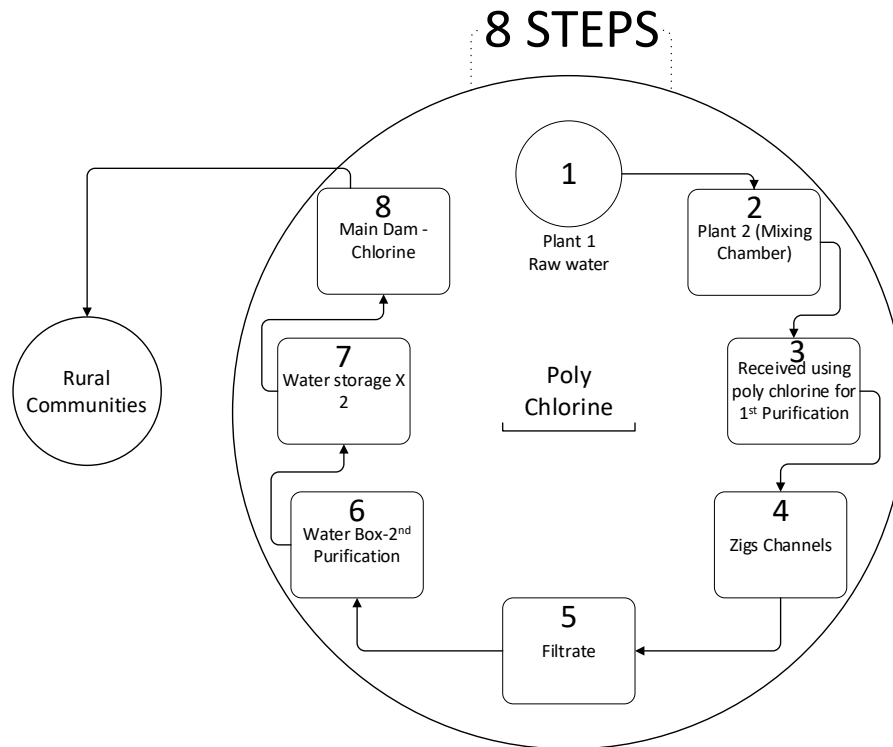 8 STEPS
1
Plant 1
Raw water
2
Plant 2 (Mixing
Chamber)
3
Received using
poly chlorine for
1st Purification
4
Zigs Channels
5
Filtrate
6
Water Box-2nd
Purification
7
Water storage X
2
8
Main Dam -
Chlorine
Rural
Communities
Poly
Chlorine